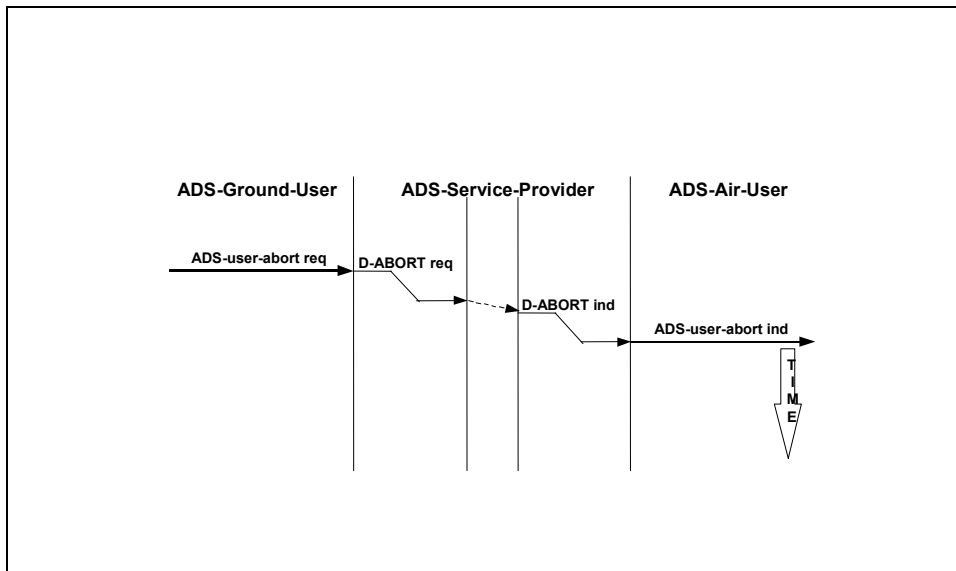 ADS-Ground-User
ADS-Service-Provider
ADS-Air-User
ADS-user-abort req
D-ABORT req
D-ABORT ind
ADS-user-abort ind
TIME